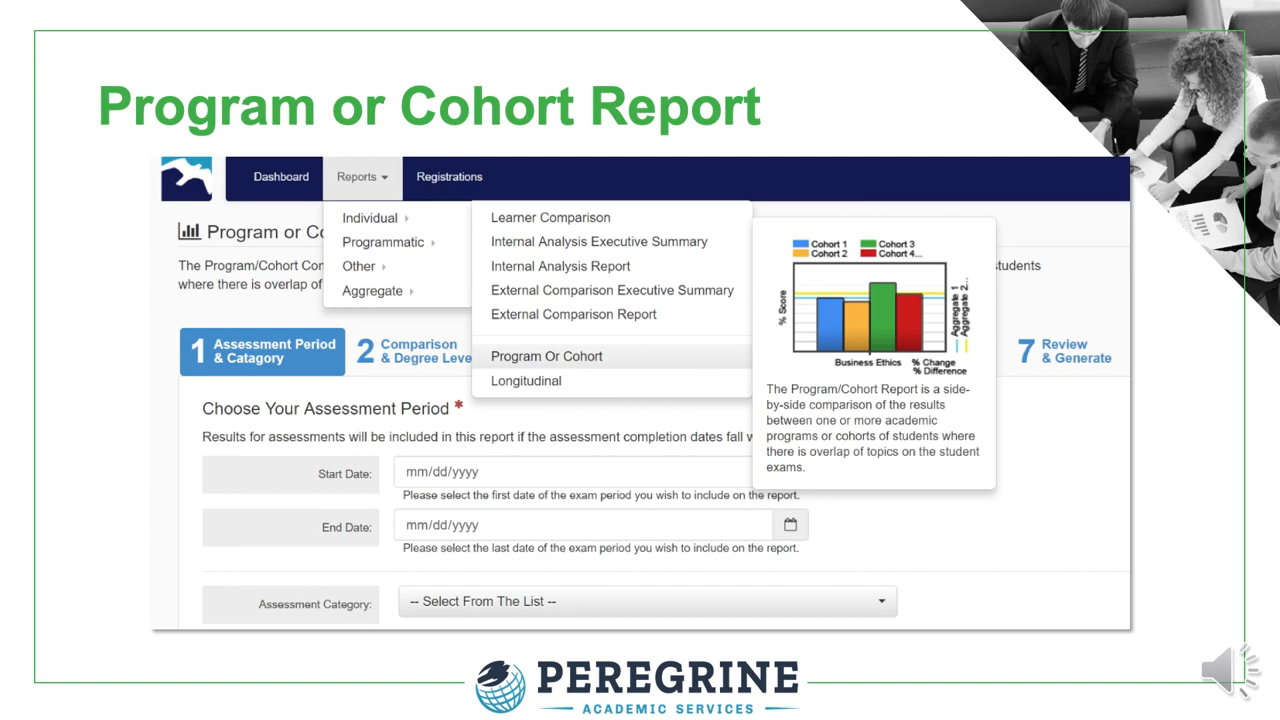 Program or Cohort Report
Dashboard
Reports
Registrations
Individual
Programmatic
Other
Aggregate
Learner Comparison
Internal Analysis Executive Summary
Internal Analysis Report
External Comparison Executive Summary
External Comparison Report
Program Or Cohort
Longitudinal
Program or Co
The Program/Cohort Con
where there is overlap of
students
1 Assessment Period
& Catagory
2 Comparison
& Degree Leve
7 Review
& Generate
Cohort 1
Cohort 3
Cohort 2
Cohort 4...
% Score
Aggregate 1
Aggregate 2...
Business Ethics
% Change
% Difference
The Program/Cohort Report is a side-
by-side comparison of the results
between one or more academic
programs or cohorts of students where
there is overlap of topics on the student
exams.
Choose Your Assessment Period *
Results for assessments will be included in this report if the assessment completion dates fall w
Start Date:
mm/dd/yyyy
Please select the first date of the exam period you wish to include on the report.
End Date:
mm/dd/yyyy
Please select the last date of the exam period you wish to include on the report.
Assessment Category:
-- Select From The List --
PEREGRINE
ACADEMIC SERVICES